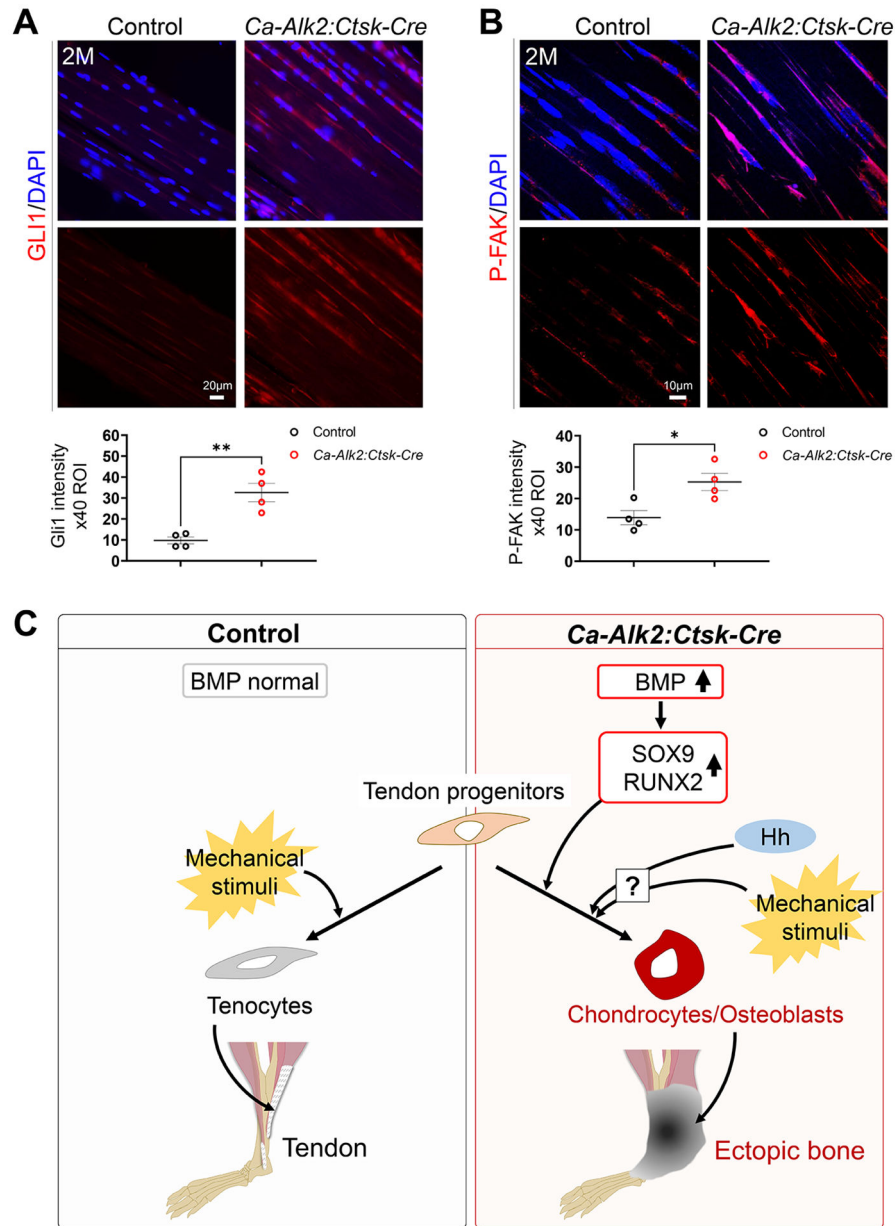 A
Control
Ca-Alk2:Ctsk-Cre
2M
GLI1/DAPI
20µm
60
50
40
30
20
10
0
Gli1 intensity
x40 ROI
**
Control
Ca-Alk2:Ctsk-Cre
B
Control
Ca-Alk2:Ctsk-Cre
2M
P-FAK/DAPI
10µm
40
30
20
10
0
P-FAK intensity
x40 ROI
*
Control
Ca-Alk2:Ctsk-Cre
C
Control
BMP normal
Tendon progenitors
Mechanical
stimuli
Tenocytes
Tendon
Ca-Alk2:Ctsk-Cre
BMP
SOX9
RUNX2
Hh
?
Mechanical
stimuli
Chondrocytes/Osteoblasts
Ectopic bone